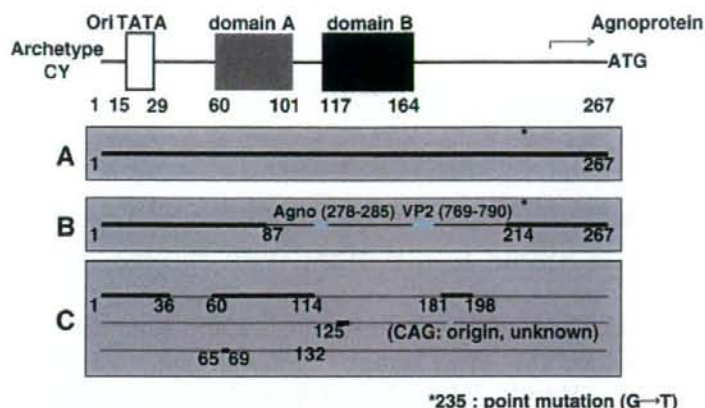 Ori TATA domain A domain B Agnoprotein
Archetype CY ATG
1 15 29 60 101 117 164 267
*
A
1 267
Agno (278-285) VP2 (769-790) *
B
1 87 214 267
C
1 36 60 114 181 198
125 (CAG: origin, unknown)
65 69 132
*235 : point mutation (G→T)